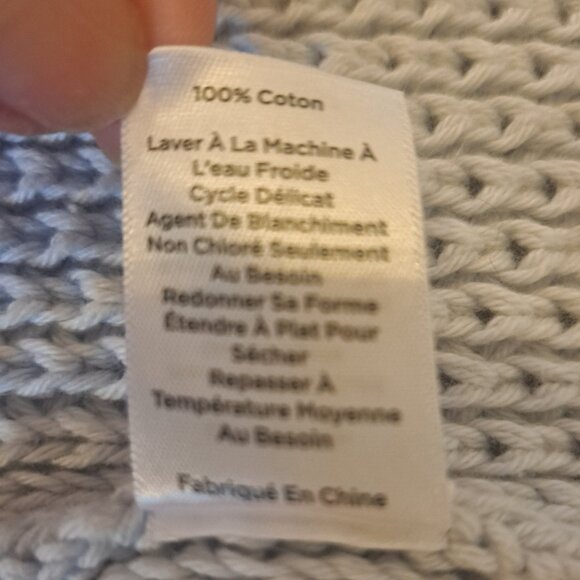 100% Coton
Laver À La Machine À
L'eau Froide
Cycle Délicat
Agent De Blanchiment
Non Chloré Seulement
Au Besoin
Redonner Sa Forme
Étendre À Plat Pour
Sécher
Repasser À
Température Moyenne
Au Besoin
Fabriqué En Chine